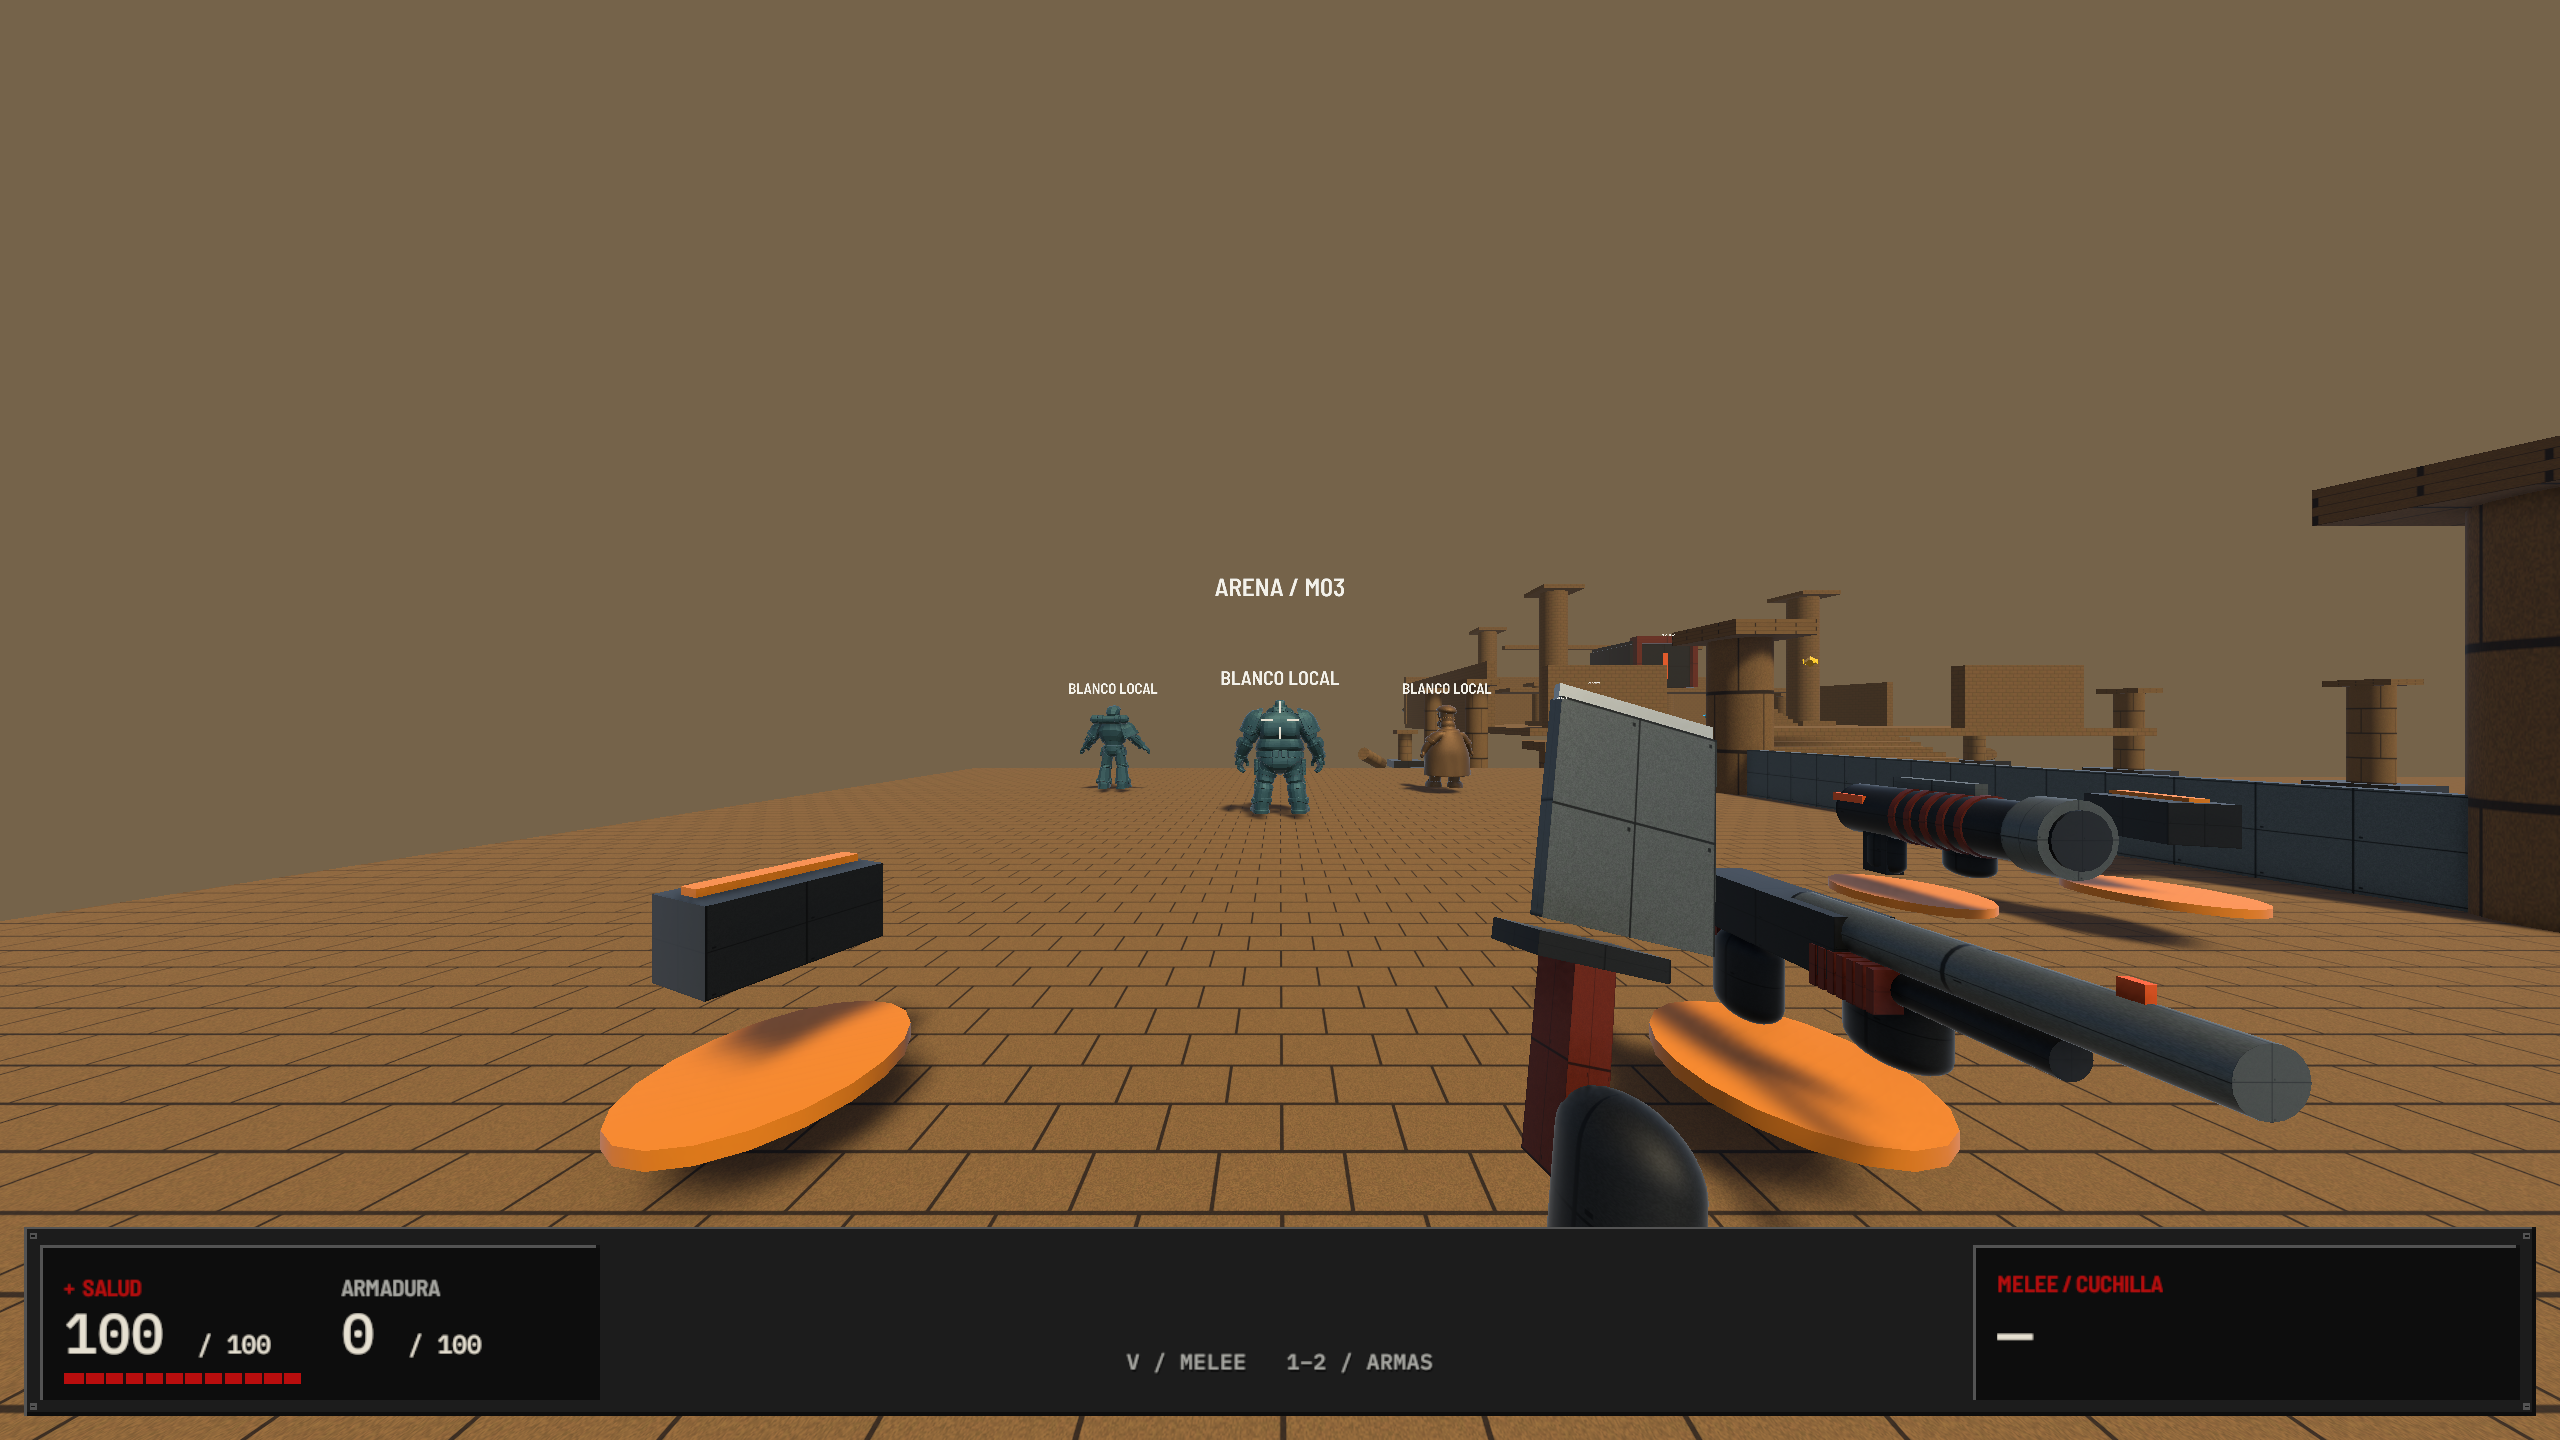 ARENA / M03
BLANCO LOCAL
BLANCO LOCAL
BLANCO LOCAL
+ SALUD
100 / 100
ARMADURA
0 / 100
V / MELEE 1-2 / ARMAS
MELEE / CUCHILLA
—